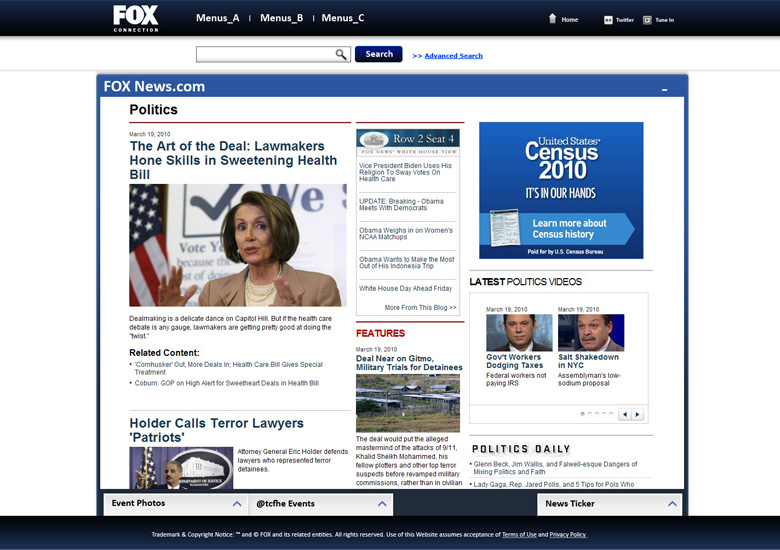 FOX
CONNECTION
Menus_A | Menus_B | Menus_C
Home
Twitter
Tune In
Search
>> Advanced Search
FOX News.com
Politics
March 19, 2010
The Art of the Deal: Lawmakers
Hone Skills in Sweetening Health
Bill
We
Vote Ye
because the
cost of doing
Dealmaking is a delicate dance on Capitol Hill. But if the health care
debate is any gauge, lawmakers are getting pretty good at doing the
"twist."
Related Content:
• 'Cornhusker' Out, More Deals In: Health Care Bill Gives Special
Treatment
• Coburn: GOP on High Alert for Sweetheart Deals in Health Bill
Holder Calls Terror Lawyers
'Patriots'
DEPARTMENT OF JUSTICE
Attorney General Eric Holder defends
lawyers who represented terror
detainees.
Row 2 Seat 4
FOX NEWS' WHITE HOUSE VIEW
Vice President Biden Uses His
Religion To Sway Votes On
Health Care
UPDATE: Breaking - Obama
Meets With Democrats
Obama Weighs in on Women's
NCAA Matchups
Obama Wants to Make the Most
Out of His Indonesia Trip
White House Day Ahead Friday
More From This Blog >>
FEATURES
March 19, 2010
Deal Near on Gitmo,
Military Trials for Detainees
The deal would put the alleged
mastermind of the attacks of 9/11,
Khalid Sheikh Mohammed, his
fellow plotters and other top terror
suspects before revamped military
commissions, rather than in civilian
United States®
Census
2010
IT'S IN OUR HANDS
Learn more about
Census history
Paid for by U.S. Census Bureau
LATEST POLITICS VIDEOS
March 19, 2010
Gov't Workers
Dodging Taxes
Federal workers not
paying IRS
March 19, 2010
Salt Shakedown
in NYC
Assemblyman's low-
sodium proposal
POLITICS DAILY
• Glenn Beck, Jim Wallis, and Falwell-esque Dangers of
Mixing Politics and Faith
• Lady Gaga, Rep. Jared Polis, and 5 Tips for Pols Who
Event Photos
@tcfhe Events
News Ticker
Trademark & Copyright Notice: ™ and © FOX and its related entities. All rights reserved. Use of this Website assumes acceptance of Terms of Use and Privacy Policy.